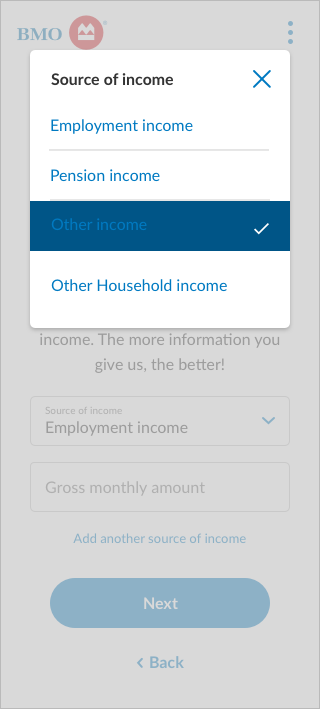 BMO
Source of income
Employment income
Pension income
Other income
Other Household income
income. The more information you
give us, the better!
Source of income
Employment income
Gross monthly amount
Add another source of income
Next
Back